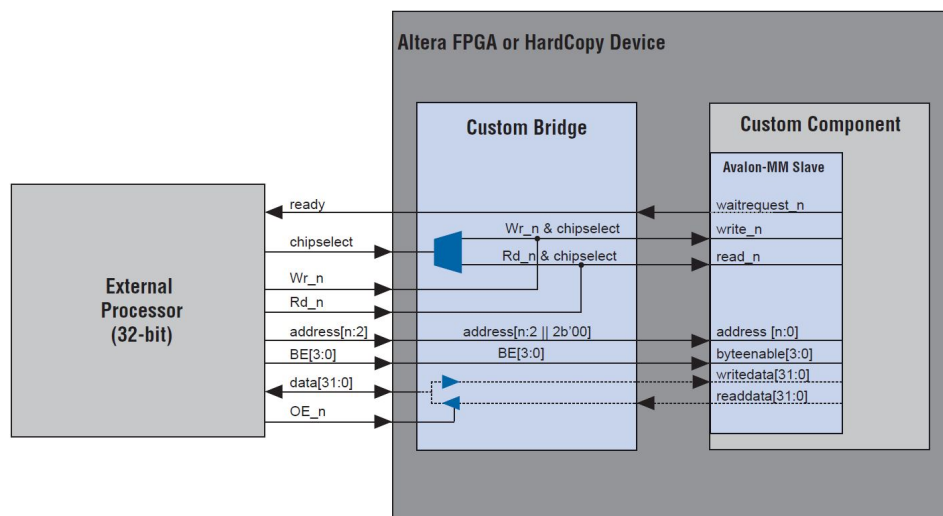 Altera FPGA or HardCopy Device
Custom Bridge
Custom Component
Avalon-MM Slave
ready
waitrequest_n
Wr_n & chipselect
write_n
chipselect
Rd_n & chipselect
read_n
External
Processor
(32-bit)
Wr_n
Rd_n
address[n:2]
address[n:2 || 2b'00]
address [n:0]
BE[3:0]
BE[3:0]
byteenable[3:0]
data[31:0]
writedata[31:0]
readdata[31:0]
OE_n